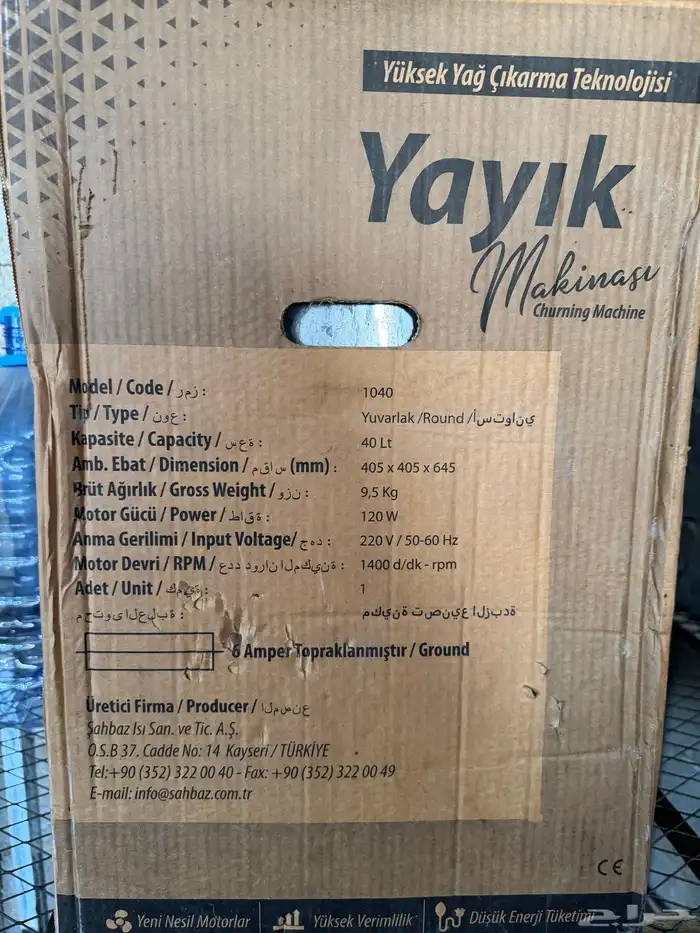 Yüksek Yağ Çıkarma Teknolojisi
Yayık
Makinası
Churning Machine
Model / Code / رمز : 1040
Tip / Type / نوع : Yuvarlak /Round /أستواني
Kapasite / Capacity / سعة : 40 Lt
Amb. Ebat / Dimension / مقاس (mm) : 405 x 405 x 645
Brüt Ağırlık / Gross Weight / وزن : 9,5 Kg
Motor Gücü / Power / طاقة : 120 W
Anma Gerilimi / Input Voltage/ جهد : 220 V / 50-60 Hz
Motor Devri / RPM / عدد دوران المكينة : 1400 d/dk - rpm
Adet / Unit / كمية : 1
محتوى العلبة : مكينة تصنيع الزبدة
6 Amper Topraklanmıştır / Ground
Üretici Firma / Producer / المصنع
Şahbaz Isı San. ve Tic. A.Ş.
O.S.B 37. Cadde No: 14 Kayseri / TÜRKİYE
Tel:+90 (352) 322 00 40 - Fax: +90 (352) 322 00 49
E-mail: info@sahbaz.com.tr
CE
Yeni Nesil Motorlar Yüksek Verimlilik Düşük Enerji Tüketimi
حراج